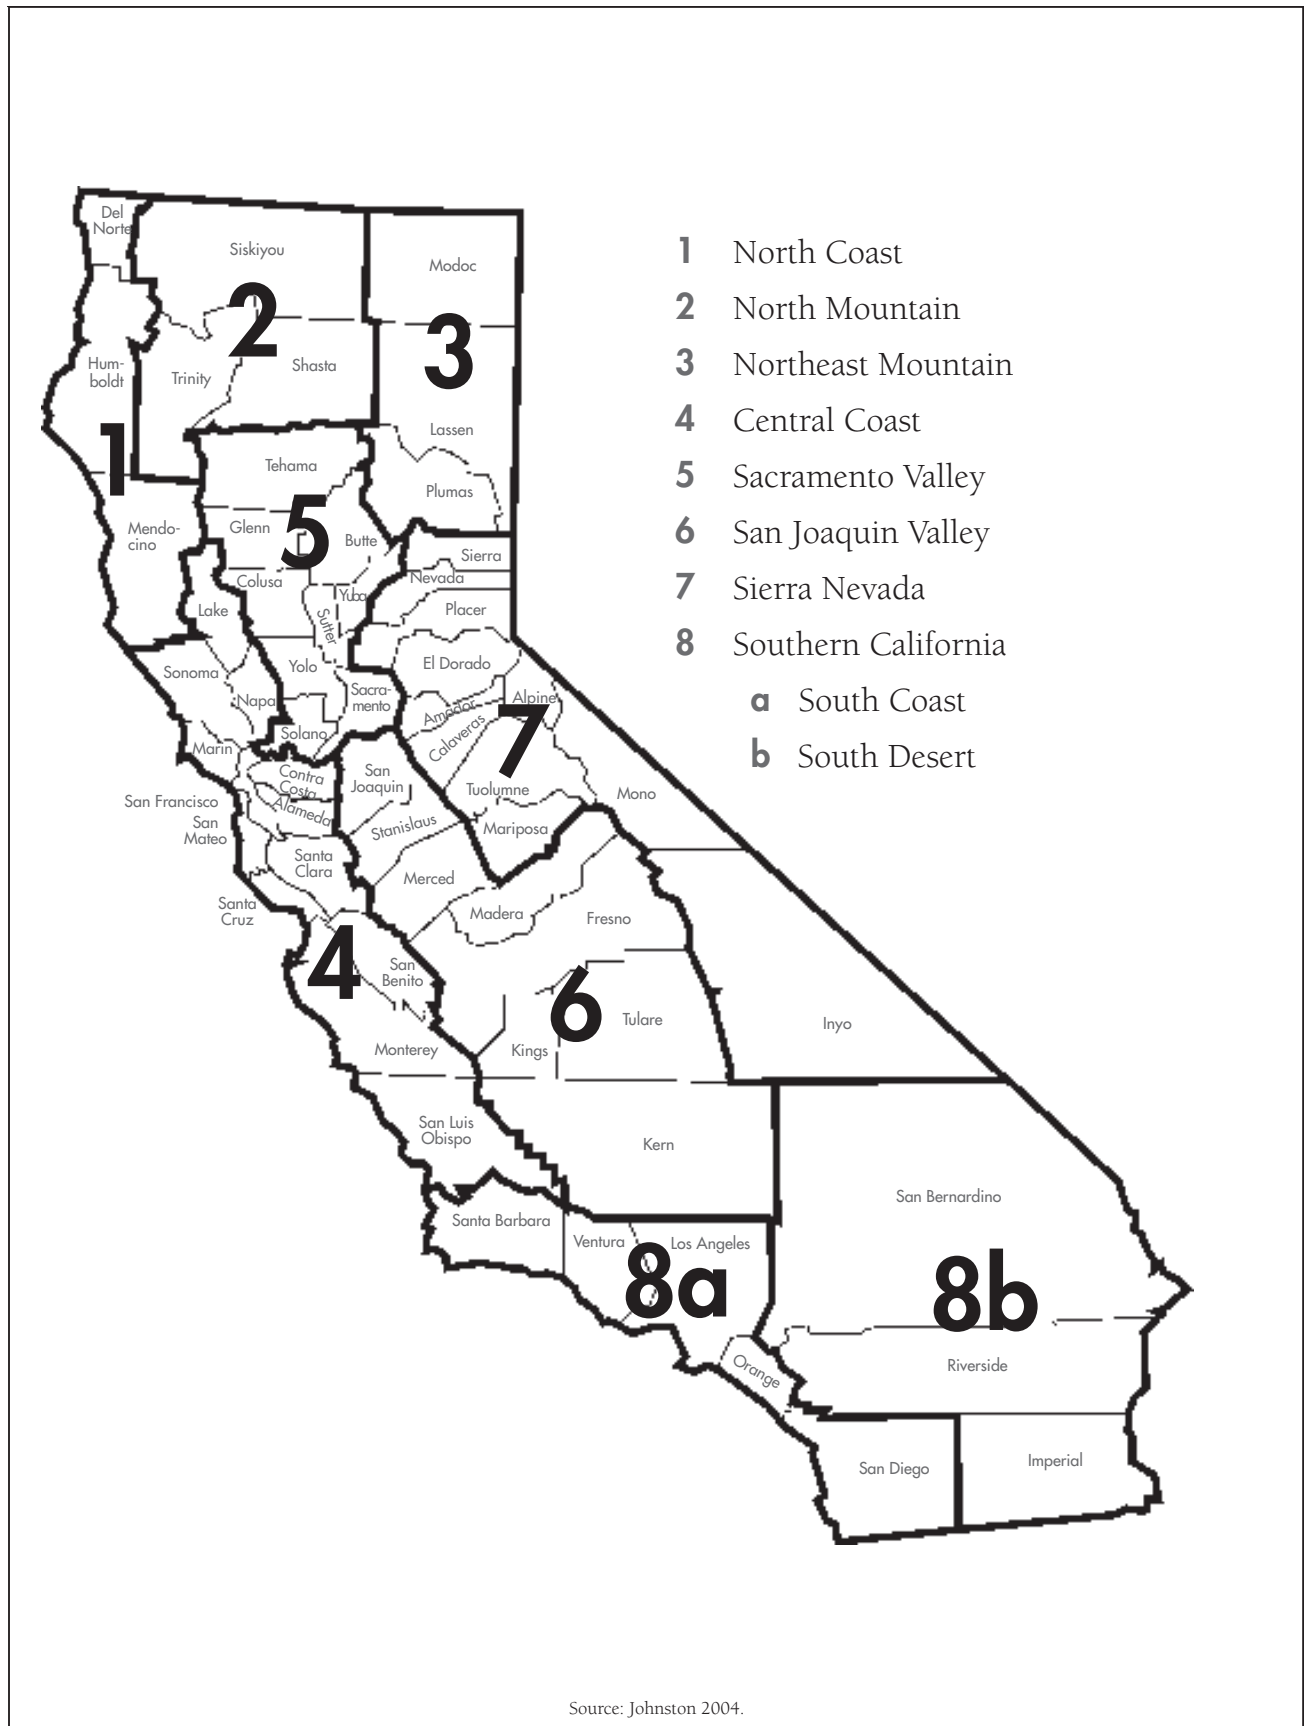 Del
Norte
Siskiyou
Modoc
1 North Coast
2 North Mountain
3 Northeast Mountain
4 Central Coast
5 Sacramento Valley
6 San Joaquin Valley
7 Sierra Nevada
8 Southern California
a South Coast
b South Desert
2
3
Hum-
boldt
Trinity
Shasta
1
Lassen
Tehama
Plumas
Mendo-
cino
Glenn
5
Butte
Sierra
Colusa
Nevada
Yuba
Lake
Sutter
Placer
Sonoma
Yolo
El Dorado
Napa
Sacra-
mento
Alpine
Amador
Solano
Calaveras
7
Marin
Contra
Costa
San
Joaquin
Tuolumne
Mono
San Francisco
Alameda
San
Mateo
Stanislaus
Mariposa
Santa
Clara
Merced
Santa
Cruz
Madera
Fresno
4
San
Benito
6
Tulare
Inyo
Monterey
Kings
San Luis
Obispo
Kern
San Bernardino
Santa Barbara
Ventura
Los Angeles
8a
8b
Orange
Riverside
San Diego
Imperial
Source: Johnston 2004.